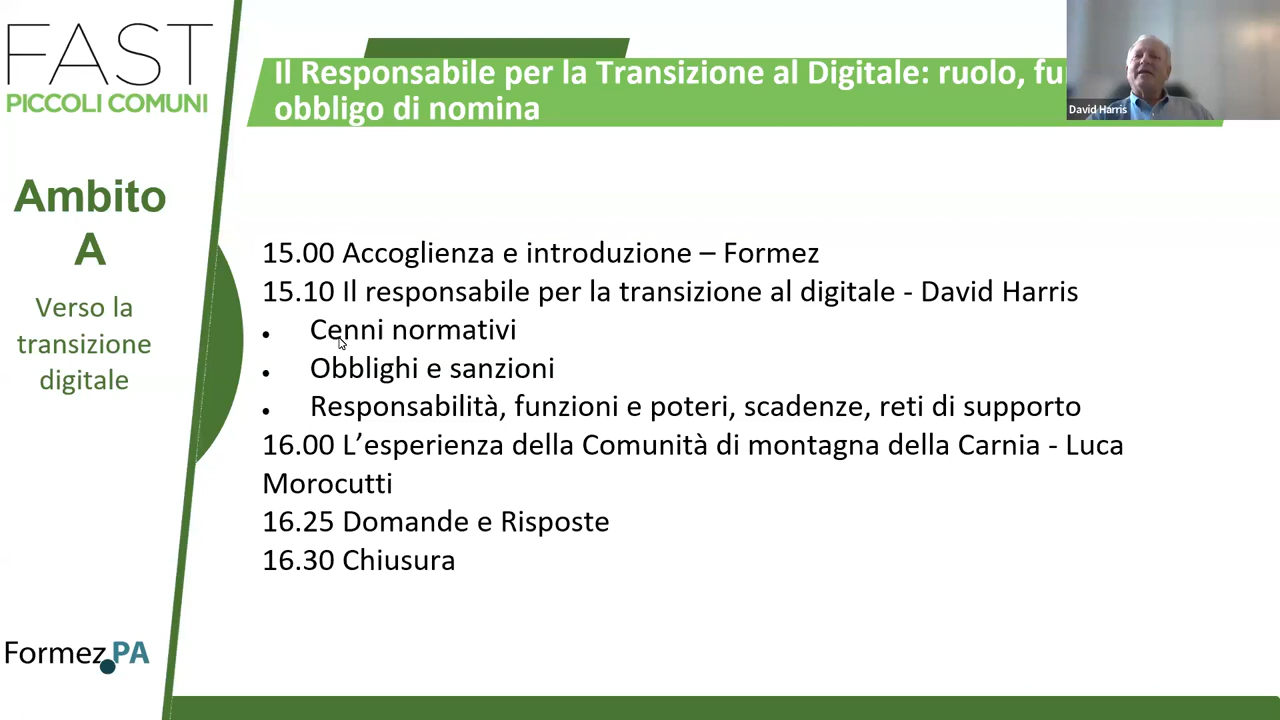 FAST
PICCOLI COMUNI
Il Responsabile per la Transizione al Digitale: ruolo,
obbligo di nomina
David Harris
Ambito
A
Verso la
transizione
digitale
15.00 Accoglienza e introduzione – Formez
15.10 Il responsabile per la transizione al digitale - David Harris
• Cenni normativi
• Obblighi e sanzioni
• Responsabilità, funzioni e poteri, scadenze, reti di supporto
16.00 L’esperienza della Comunità di montagna della Carnia - Luca
Morocutti
16.25 Domande e Risposte
16.30 Chiusura
Formez PA